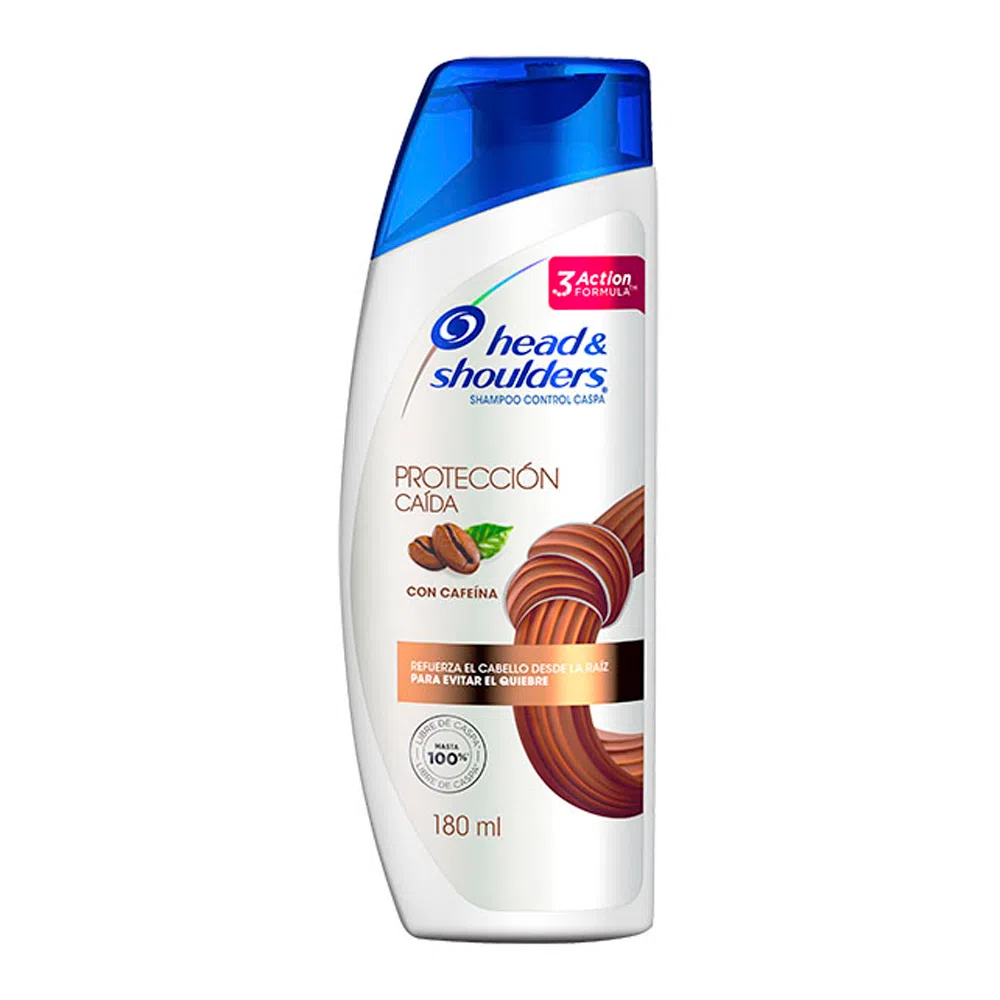 3 Action
FORMULA™
head &
shoulders®
SHAMPOO CONTROL CASPA
PROTECCIÓN
CAÍDA
CON CAFEÍNA
REFUERZA EL CABELLO DESDE LA RAÍZ
PARA EVITAR EL QUIEBRE
LIBRE DE CASPA*
HASTA
100%*
LIBRE DE CASPA*
180 ml